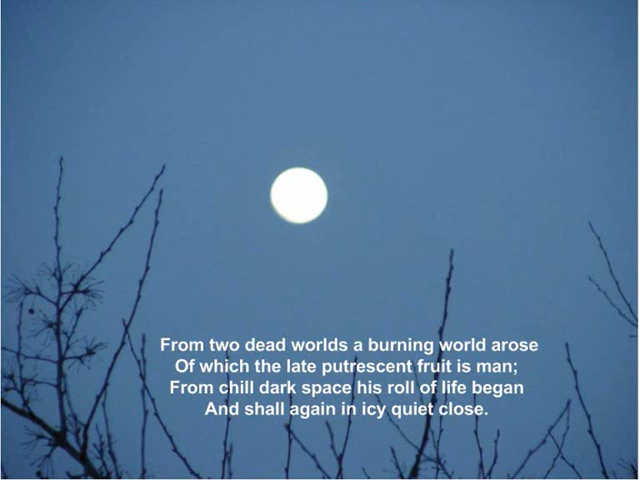 From two dead worlds a burning world arose
Of which the late putrescent fruit is man;
From chill dark space his roll of life began
And shall again in icy quiet close.